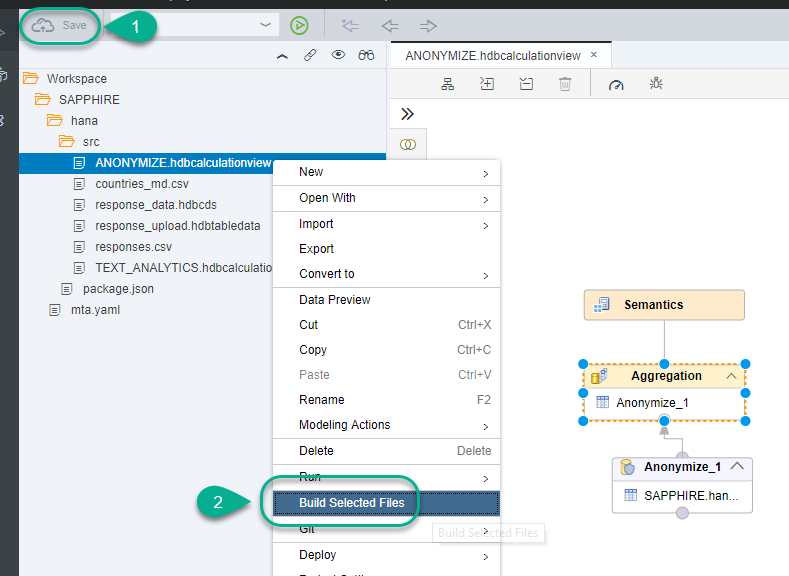 Save
1
ANONYMIZE.hdbcalculationview ×
Workspace
SAPPHIRE
hana
src
ANONYMIZE.hdbcalculationview
countries_md.csv
response_data.hdbcds
response_upload.hdbtabledata
responses.csv
TEXT_ANALYTICS.hdbcalculatio
package.json
mta.yaml
New
Open With
Import
Export
Convert to
Data Preview
Cut Ctrl+X
Copy Ctrl+C
Paste Ctrl+V
Rename F2
Modeling Actions
Delete Delete
Run
2
Build Selected Files
Build Selected Files
Git
Deploy
Semantics
Aggregation
Anonymize_1
Anonymize_1
SAPPHIRE.han...